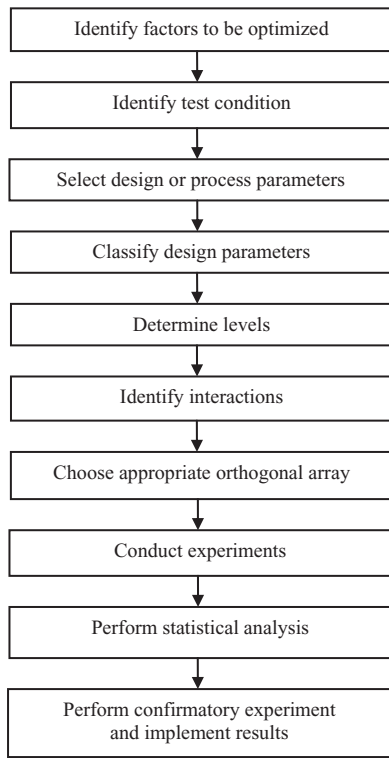 Identify factors to be optimized
Identify test condition
Select design or process parameters
Classify design parameters
Determine levels
Identify interactions
Choose appropriate orthogonal array
Conduct experiments
Perform statistical analysis
Perform confirmatory experiment
and implement results